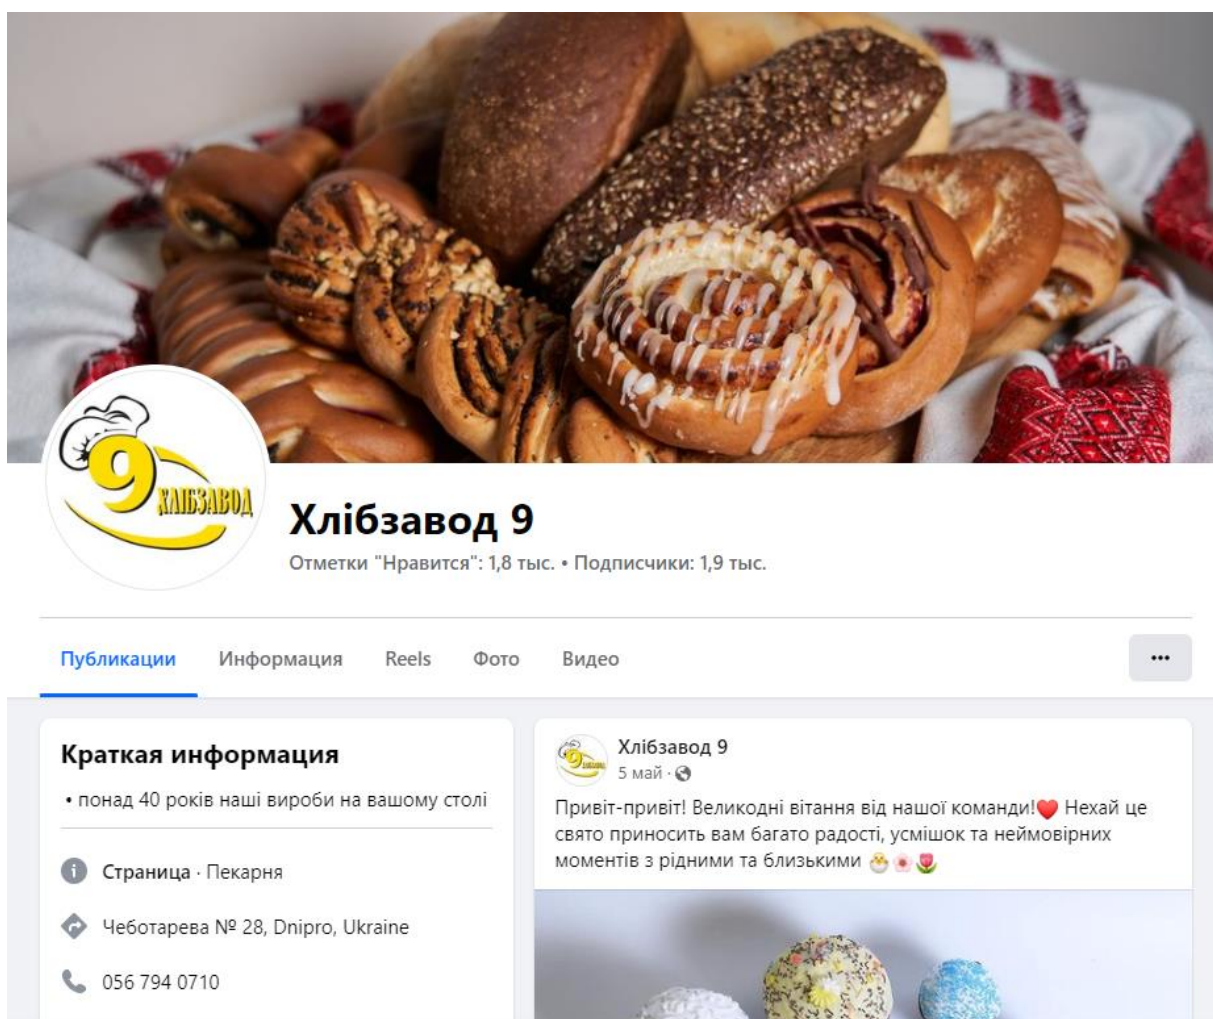 9
ХЛІБЗАВОД
Хлібзавод 9
Отметки "Нравится": 1,8 тыс. • Подписчики: 1,9 тыс.
Публикации
Информация
Reels
Фото
Видео
Краткая информация
• понад 40 років наші вироби на вашому столі
Страница · Пекарня
Чеботарева № 28, Dnipro, Ukraine
056 794 0710
Хлібзавод 9
5 май ·
Привіт-привіт! Великодні вітання від нашої команди!❤️ Нехай це
свято приносить вам багато радості, усмішок та неймовірних
моментів з рідними та близькими 🐣🌸🌷